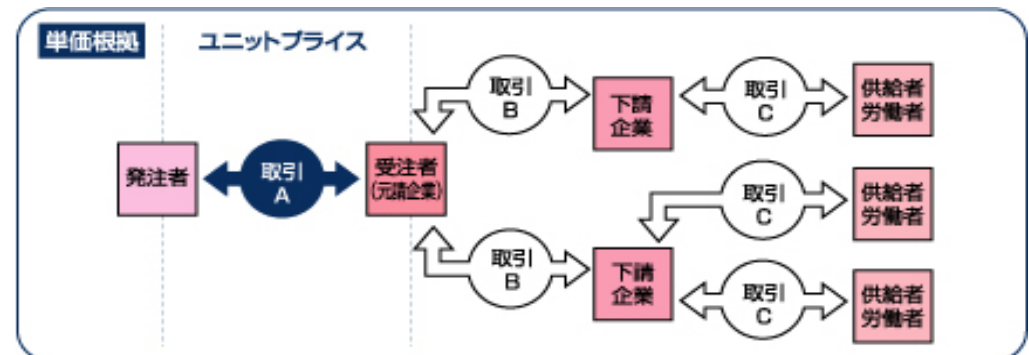 単価根拠
ユニットプライス
発注者
取引
A
受注者
(元請企業)
取引
B
下請
企業
取引
C
供給者
労働者
取引
B
下請
企業
取引
C
供給者
労働者
取引
C
供給者
労働者